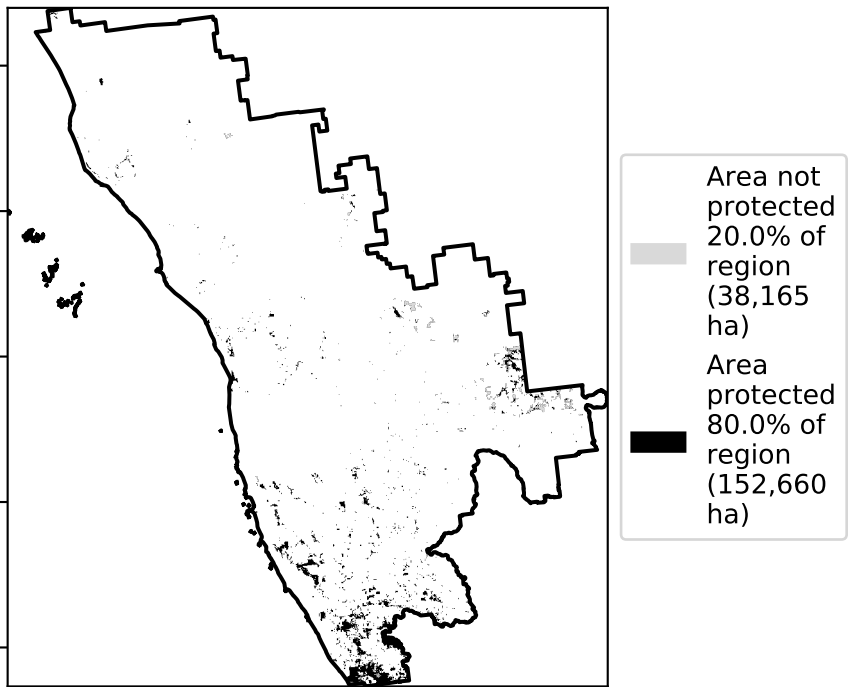 Area not
protected
20.0% of
region
(38,165
ha)
Area
protected
80.0% of
region
(152,660
ha)